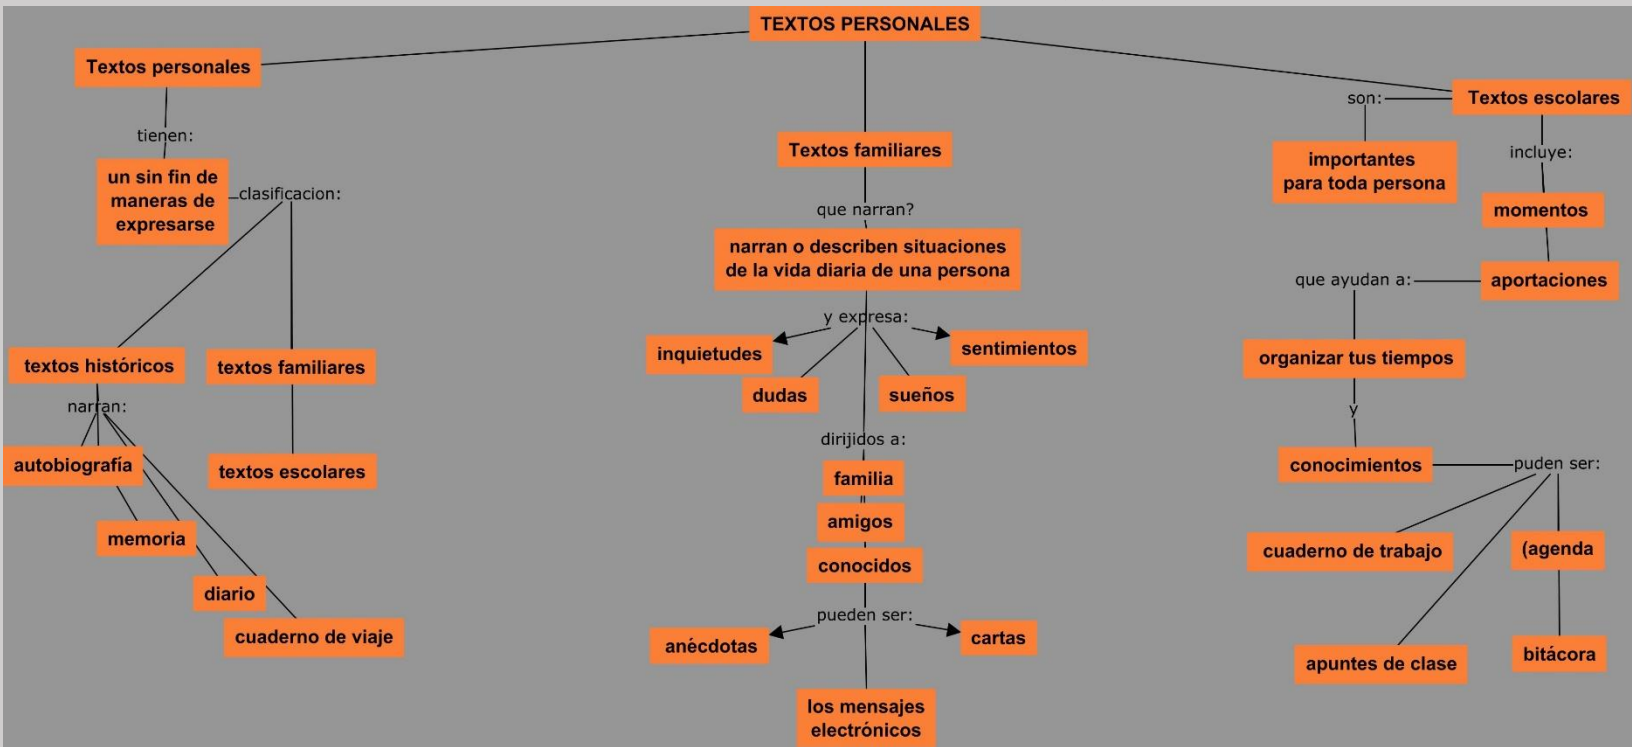 TEXTOS PERSONALES
Textos personales
tienen:
un sin fin de
maneras de
expresarse
clasificacion:
textos históricos
textos familiares
narran:
autobiografía
textos escolares
memoria
diario
cuaderno de viaje
Textos familiares
que narran?
narran o describen situaciones
de la vida diaria de una persona
y expresa:
inquietudes
sentimientos
dudas
sueños
dirijidos a:
familia
amigos
conocidos
pueden ser:
anécdotas
cartas
los mensajes
electrónicos
Textos escolares
son:
importantes
para toda persona
incluye:
momentos
aportaciones
que ayudan a:
organizar tus tiempos
y
conocimientos
puden ser:
cuaderno de trabajo
(agenda
apuntes de clase
bitácora